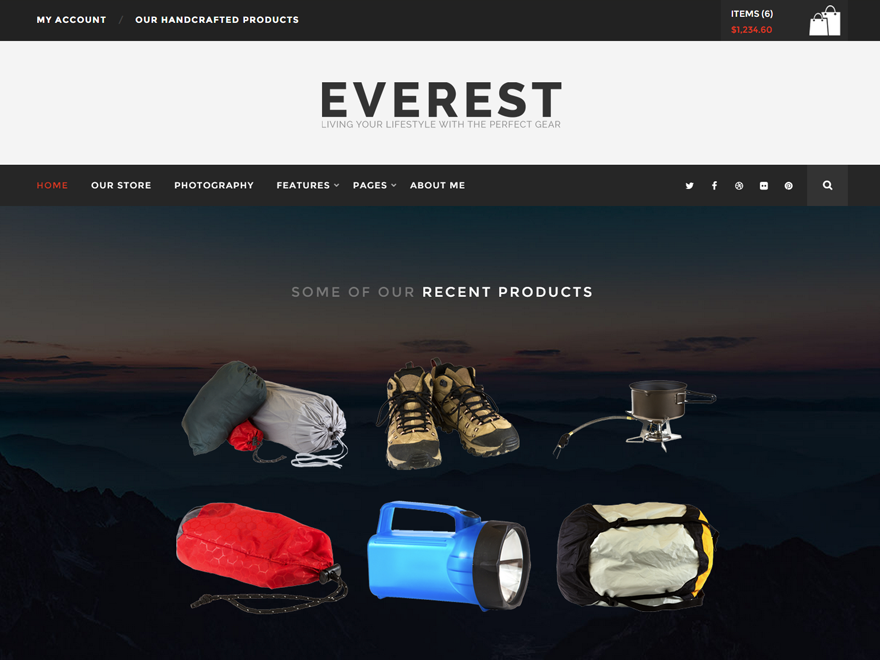 MY ACCOUNT / OUR HANDCRAFTED PRODUCTS
ITEMS (6)
$1,234.60
EVEREST
LIVING YOUR LIFESTYLE WITH THE PERFECT GEAR
HOME OUR STORE PHOTOGRAPHY FEATURES PAGES ABOUT ME
SOME OF OUR RECENT PRODUCTS